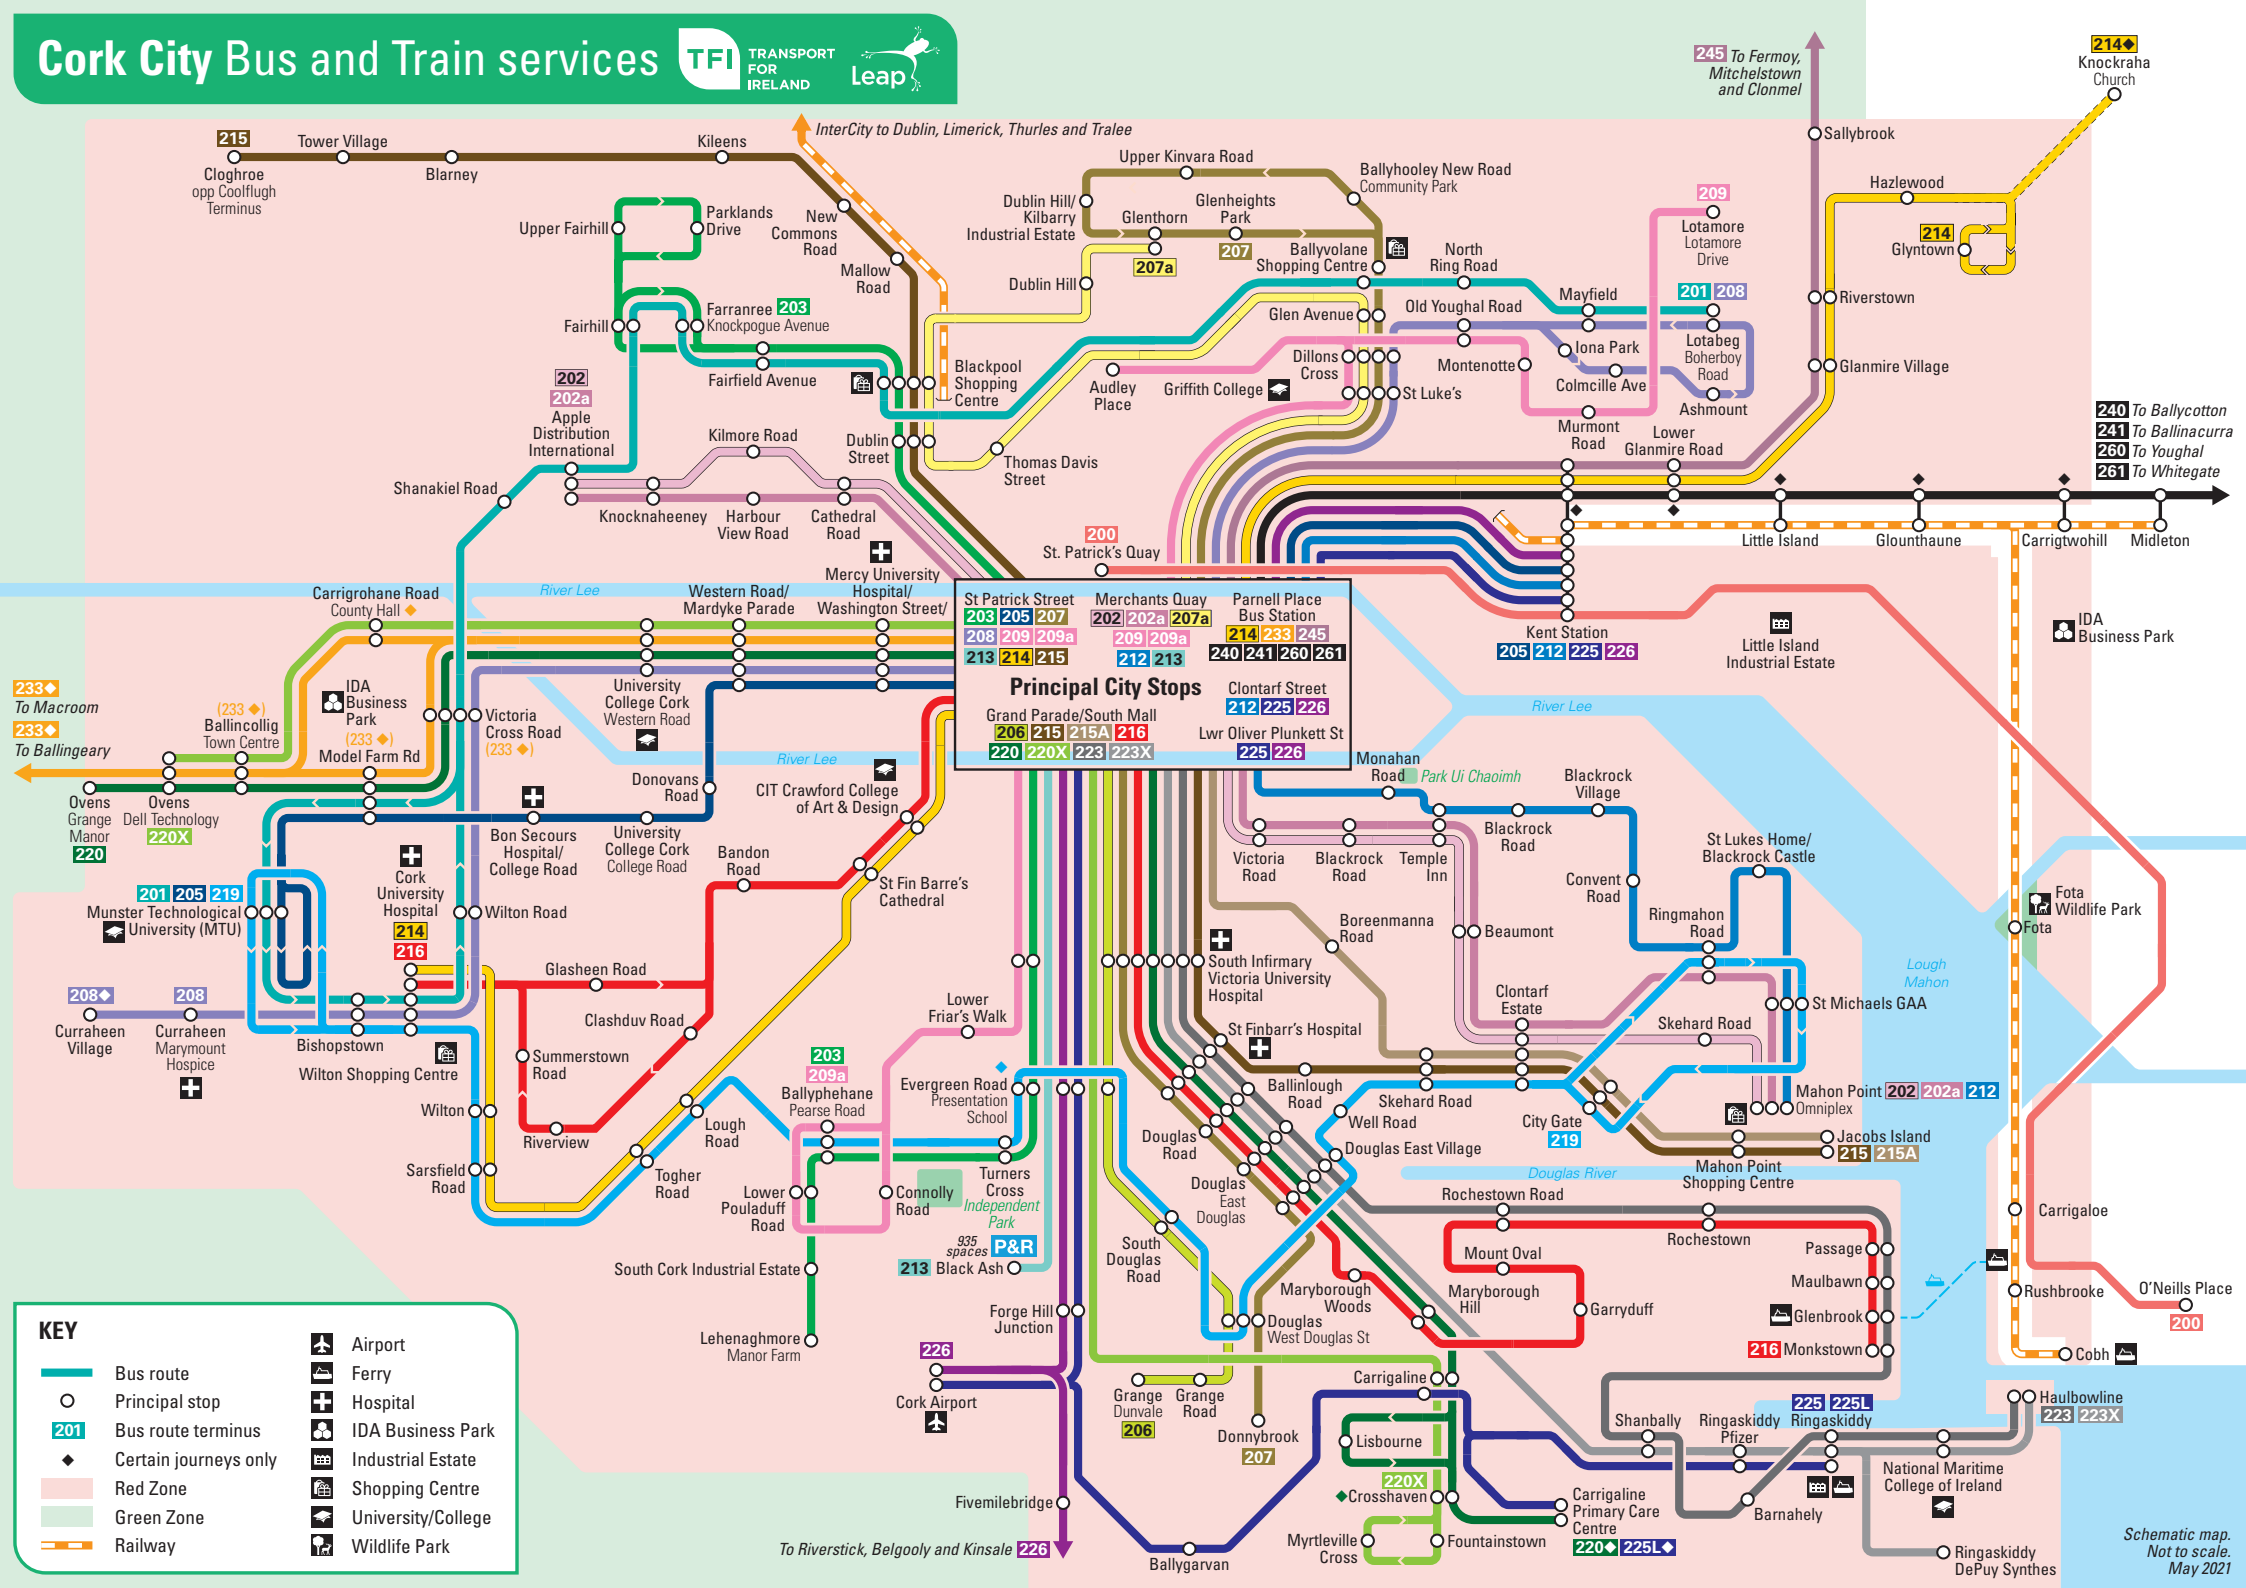 Cork City Bus and Train services
TFI
TRANSPORT
FOR
IRELAND
Leap
245 To Fermoy,
Mitchelstown
and Clonmel
214◆
Knockraha
Church
InterCity to Dublin, Limerick, Thurles and Tralee
215
Cloghroe
opp Coolflugh
Terminus
Tower Village
Blarney
Kileens
New
Commons
Road
Mallow
Road
Upper Fairhill
Parklands
Drive
Fairhill
Farranree 203
Knockpogue Avenue
Fairfield Avenue
Blackpool
Shopping
Centre
Dublin
Street
Thomas Davis
Street
Upper Kinvara Road
Ballyhooley New Road
Community Park
Dublin Hill/
Kilbarry
Industrial Estate
Glenthorn
207a
Glenheights
Park
207
Dublin Hill
Ballyvolane
Shopping Centre
North
Ring Road
Glen Avenue
Old Youghal Road
Mayfield
201 208
Lotabeg
Boherboy
Road
209
Lotamore
Lotamore
Drive
Dillons
Cross
Montenotte
Iona Park
Colmcille Ave
Ashmount
Audley
Place
Griffith College
St Luke's
Murmont
Road
Lower
Glanmire Road
Sallybrook
Hazlewood
214
Glyntown
Riverstown
Glanmire Village
240 To Ballycotton
241 To Ballinacurra
260 To Youghal
261 To Whitegate
Little Island
Glounthaune
Carrigtwohill
Midleton
202
202a
Apple
Distribution
International
Shanakiel Road
Kilmore Road
Knocknaheeney
Harbour
View Road
Cathedral
Road
200
St. Patrick's Quay
Mercy University
Hospital/
Washington Street/
Western Road/
Mardyke Parade
River Lee
Carrigrohane Road
County Hall ◆
St Patrick Street
203 205 207
208 209 209a
213 214 215
Merchants Quay
202 202a 207a
209 209a
212 213
Parnell Place
Bus Station
214 233 245
240 241 260 261
Principal City Stops
Clontarf Street
212 225 226
Grand Parade/South Mall
206 215 215A 216
220 220X 223 223X
Lwr Oliver Plunkett St
225 226
Kent Station
205 212 225 226
Little Island
Industrial Estate
IDA
Business Park
River Lee
233◆
To Macroom
233◆
To Ballingeary
(233 ◆)
Ballincollig
Town Centre
IDA
Business
Park
(233 ◆)
Model Farm Rd
Victoria
Cross Road
(233 ◆)
University
College Cork
Western Road
River Lee
Ovens
Grange
Manor
220
Ovens
Dell Technology
220X
Donovans
Road
CIT Crawford College
of Art & Design
Bon Secours
Hospital/
College Road
University
College Cork
College Road
Bandon
Road
St Fin Barre's
Cathedral
201 205 219
Munster Technological
University (MTU)
Cork
University
Hospital
214
216
Wilton Road
Glasheen Road
Clashduv Road
208◆
Curraheen
Village
208
Curraheen
Marymount
Hospice
Bishopstown
Wilton Shopping Centre
Summerstown
Road
Wilton
Riverview
Sarsfield
Road
Togher
Road
Lough
Road
203
209a
Ballyphehane
Pearse Road
Lower
Friar's Walk
Evergreen Road
Presentation
School
Turners
Cross
Independent
Park
Connolly
Road
Lower
Pouladuff
Road
935
spaces
P&R
213 Black Ash
South Cork Industrial Estate
Lehenaghmore
Manor Farm
Forge Hill
Junction
226
Cork Airport
Fivemilebridge
To Riverstick, Belgooly and Kinsale 226
Ballygarvan
Monahan
Road
Park Ui Chaoimh
Blackrock
Village
Blackrock
Road
Victoria
Road
Blackrock
Road
Temple
Inn
Convent
Road
St Lukes Home/
Blackrock Castle
Ringmahon
Road
Boreenmanna
Road
Beaumont
South Infirmary
Victoria University
Hospital
St Finbarr's Hospital
Clontarf
Estate
Skehard Road
St Michaels GAA
Lough
Mahon
Fota
Wildlife Park
Fota
Ballinlough
Road
Skehard Road
City Gate
219
Mahon Point 202 202a 212
Omniplex
Jacobs Island
215 215A
Mahon Point
Shopping Centre
Well Road
Douglas East Village
Douglas
Road
Douglas
East
Douglas
Douglas River
Rochestown Road
Rochestown
Mount Oval
Maryborough
Hill
Maryborough
Woods
Garryduff
Passage
Maulbawn
Glenbrook
216 Monkstown
South
Douglas
Road
Douglas
West Douglas St
Grange
Dunvale
206
Grange
Road
Donnybrook
207
Carrigaline
Lisbourne
220X
◆Crosshaven
Myrtleville
Cross
Fountainstown
Carrigaline
Primary Care
Centre
220◆ 225L◆
Shanbally
Ringaskiddy
Pfizer
225 225L
Ringaskiddy
Barnahely
National Maritime
College of Ireland
Haulbowline
223 223X
Ringaskiddy
DePuy Synthes
Carrigaloe
Rushbrooke
Cobh
O'Neills Place
200
KEY
Bus route
Principal stop
201 Bus route terminus
Certain journeys only
Red Zone
Green Zone
Railway
Airport
Ferry
Hospital
IDA Business Park
Industrial Estate
Shopping Centre
University/College
Wildlife Park
Schematic map.
Not to scale.
May 2021